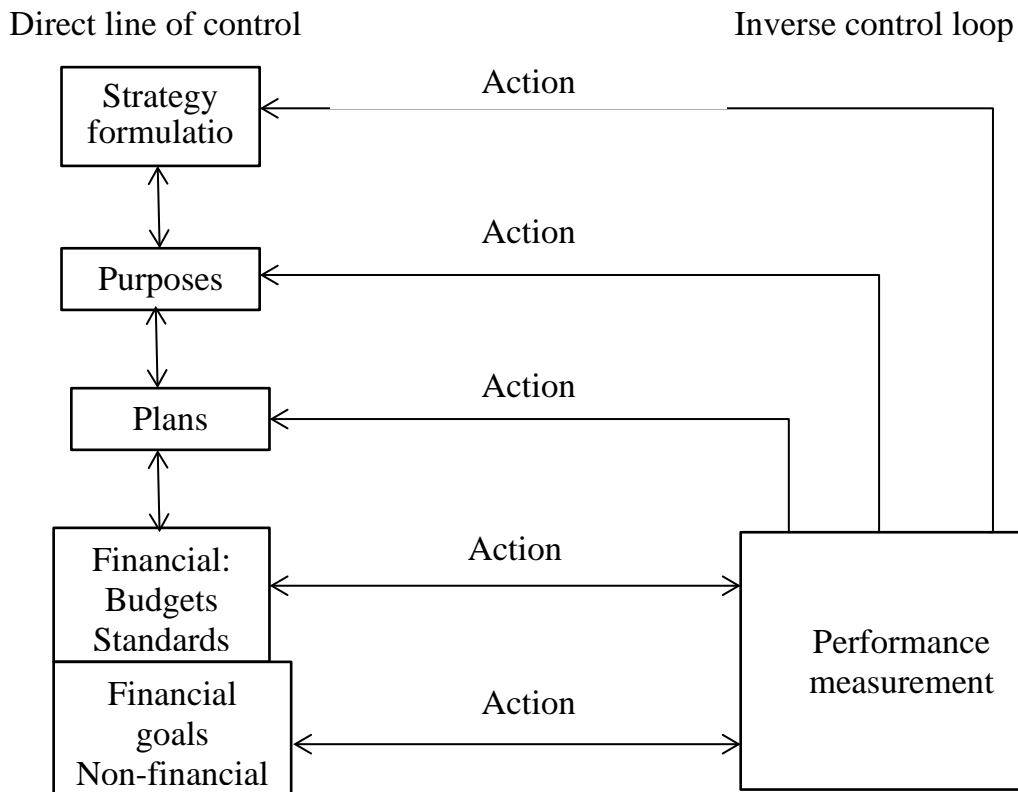 Direct line of control
Inverse control loop
Action
Strategy
formulatio
Action
Purposes
Action
Plans
Action
Financial:
Budgets
Standards
Performance
measurement
Action
Financial
goals
Non-financial